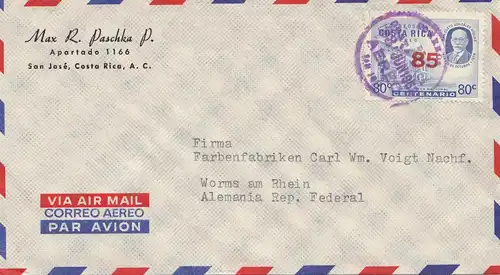 Max R. Paschka P.
Apartado 1166
San José, Costa Rica, A. C.
COSTA RICA
85
80c 80c
CENTENARIO
Firma
Farbenfabriken Carl Wm. Voigt Nachf.
Worms am Rhein
Alemania Rep. Federal
VIA AIR MAIL
CORREO AEREO
PAR AVION